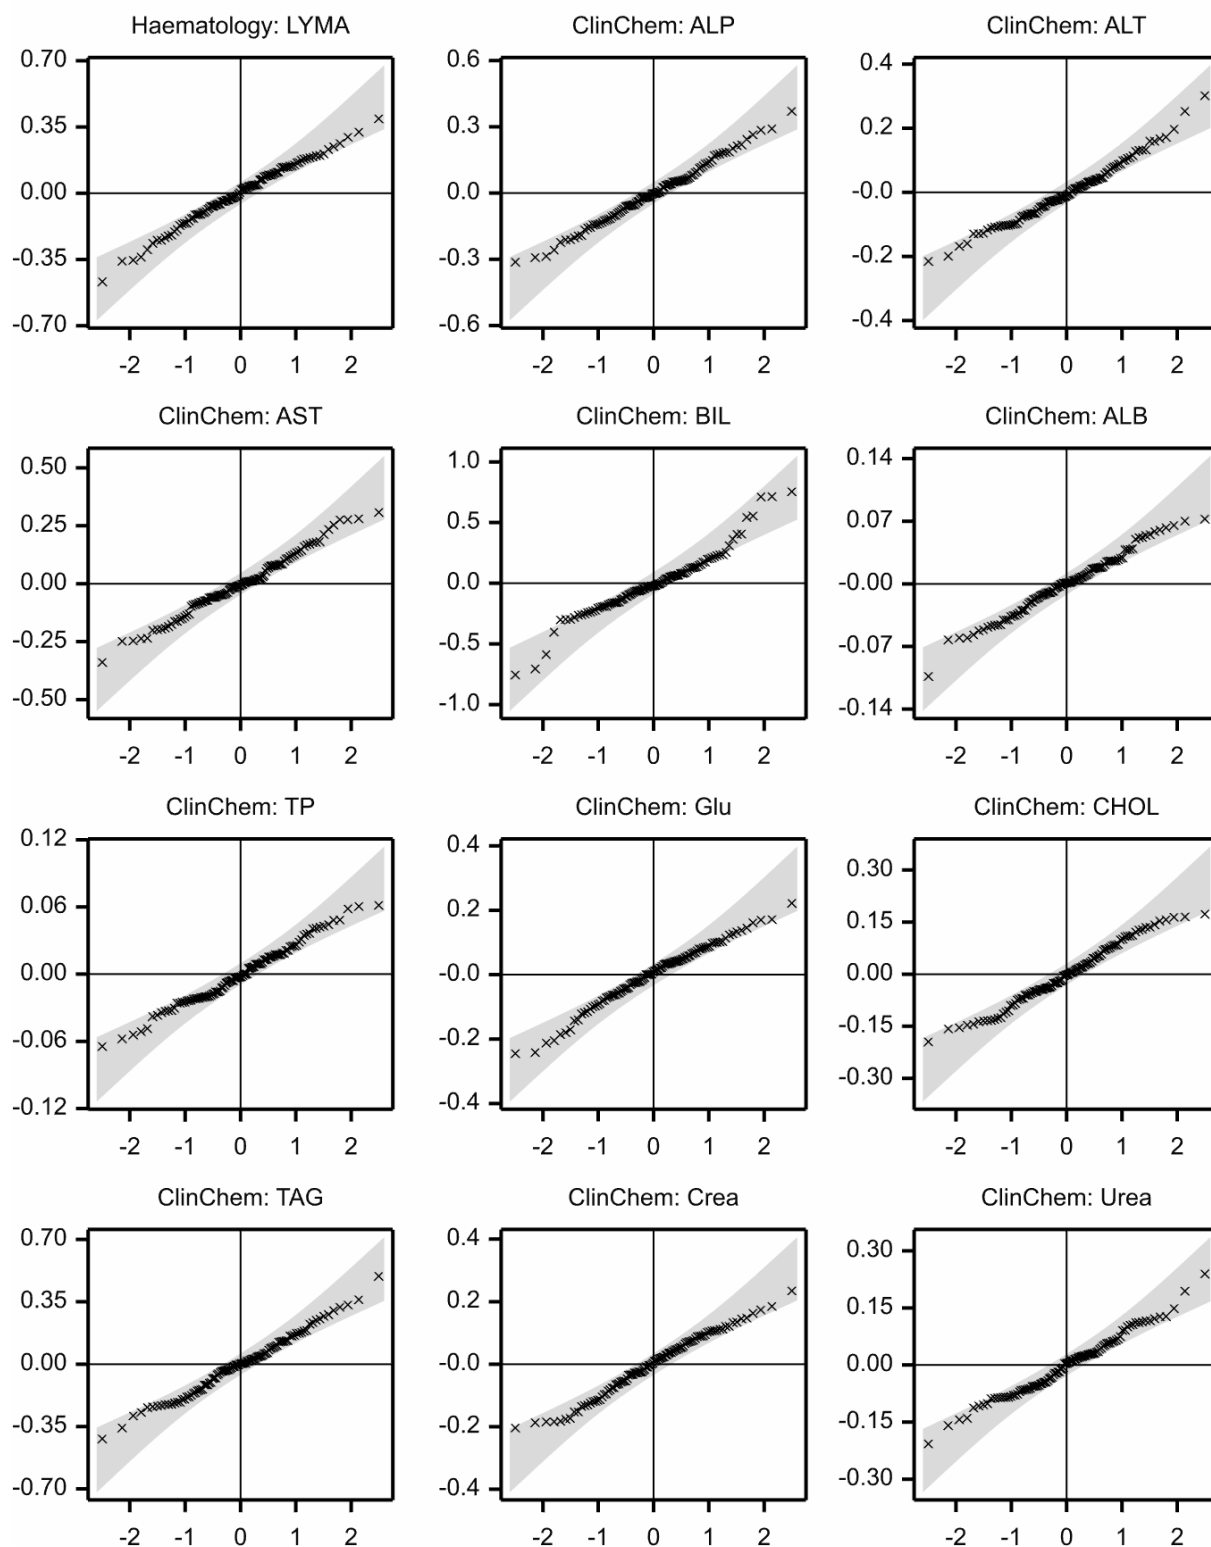 Haematology: LYMA ClinChem: ALP ClinChem: ALT
0.70 0.6 0.4
0.35 0.3 0.2
0.00 0.0 -0.0
-0.35 -0.3 -0.2
-0.70 -0.6 -0.4
-2 -1 0 1 2 -2 -1 0 1 2 -2 -1 0 1 2
ClinChem: AST ClinChem: BIL ClinChem: ALB
0.50 1.0 0.14
0.25 0.5 0.07
0.00 0.0 -0.00
-0.25 -0.5 -0.07
-0.50 -1.0 -0.14
-2 -1 0 1 2 -2 -1 0 1 2 -2 -1 0 1 2
ClinChem: TP ClinChem: Glu ClinChem: CHOL
0.12 0.4 0.30
0.06 0.2 0.15
0.00 -0.0 0.00
-0.06 -0.2 -0.15
-0.12 -0.4 -0.30
-2 -1 0 1 2 -2 -1 0 1 2 -2 -1 0 1 2
ClinChem: TAG ClinChem: Crea ClinChem: Urea
0.70 0.4 0.30
0.35 0.2 0.15
0.00 -0.0 0.00
-0.35 -0.2 -0.15
-0.70 -0.4 -0.30
-2 -1 0 1 2 -2 -1 0 1 2 -2 -1 0 1 2